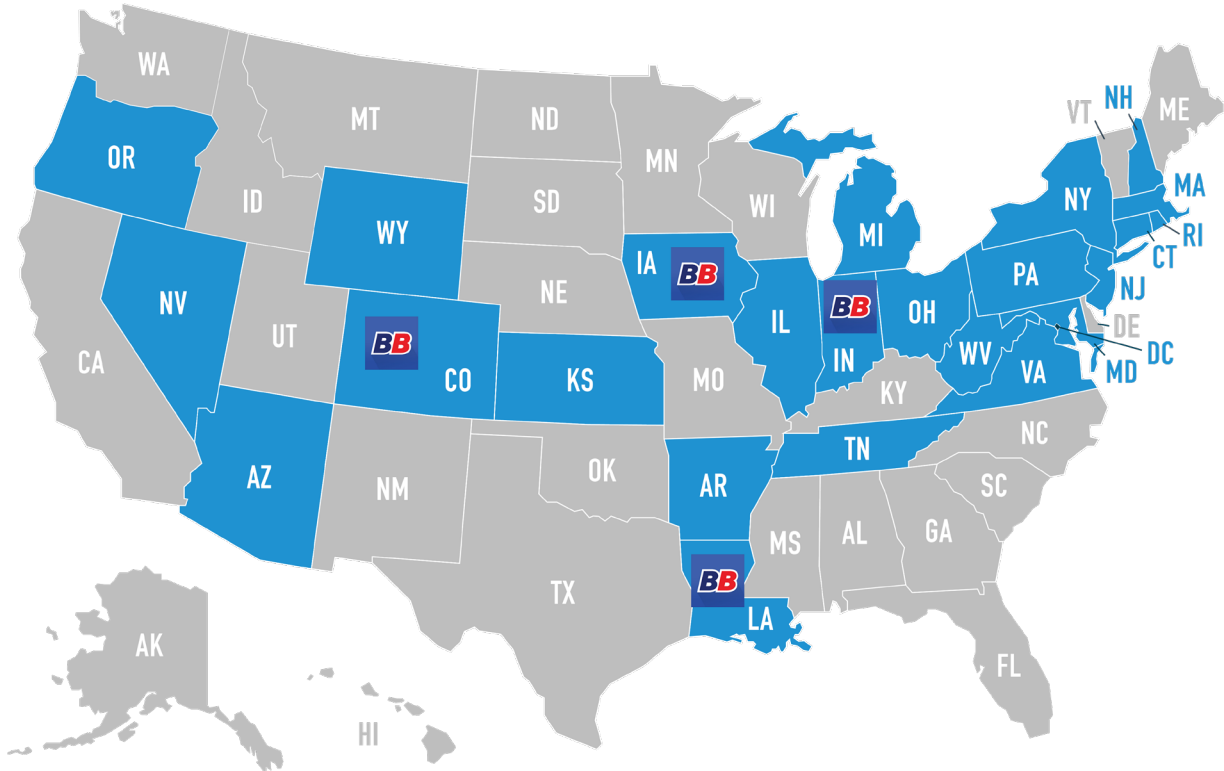 WA
MT
ND
MN
VT
NH
ME
OR
ID
SD
WI
MI
NY
MA
RI
CT
WY
IA
BB
PA
NJ
NV
UT
NE
IL
BB
IN
OH
DE
DC
MD
CA
BB
CO
KS
MO
WV
VA
KY
NC
TN
AZ
NM
OK
AR
SC
MS
AL
GA
TX
BB
LA
FL
AK
HI